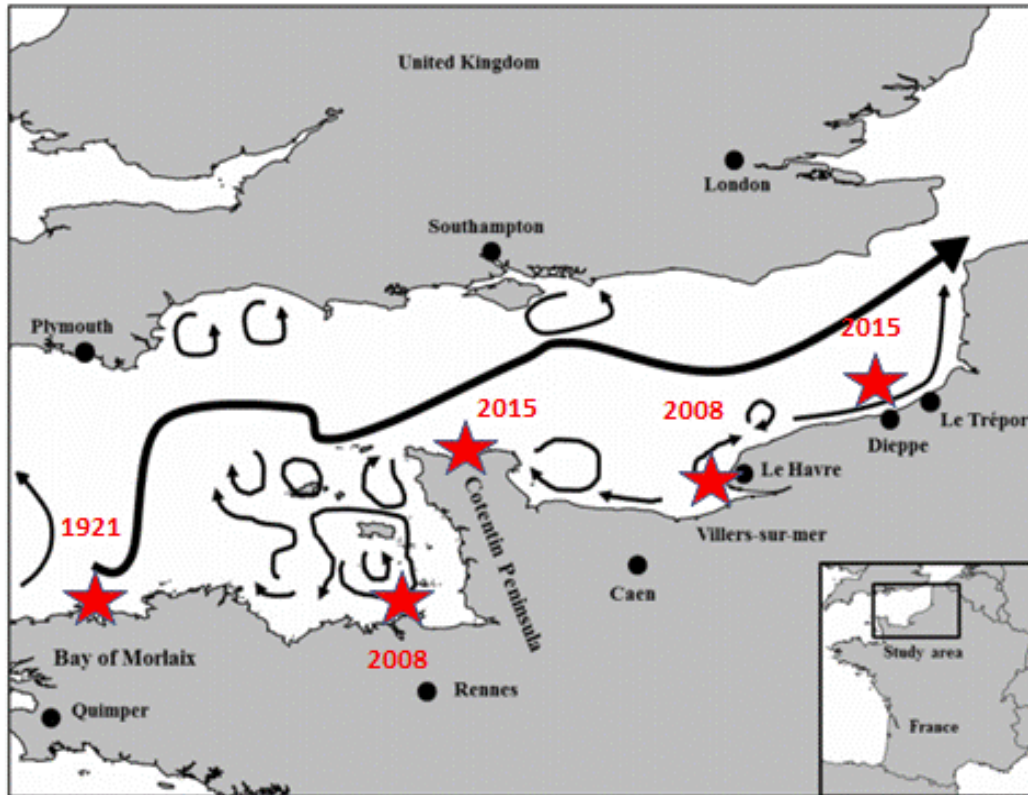 United Kingdom
London
Southampton
Plymouth
2015
2015
2008
Le Trépor
Dieppe
Le Havre
1921
Cotentin Peninsula
Villers-sur-mer
Caen
Bay of Morlaix
2008
Rennes
Quimper
Study area
France